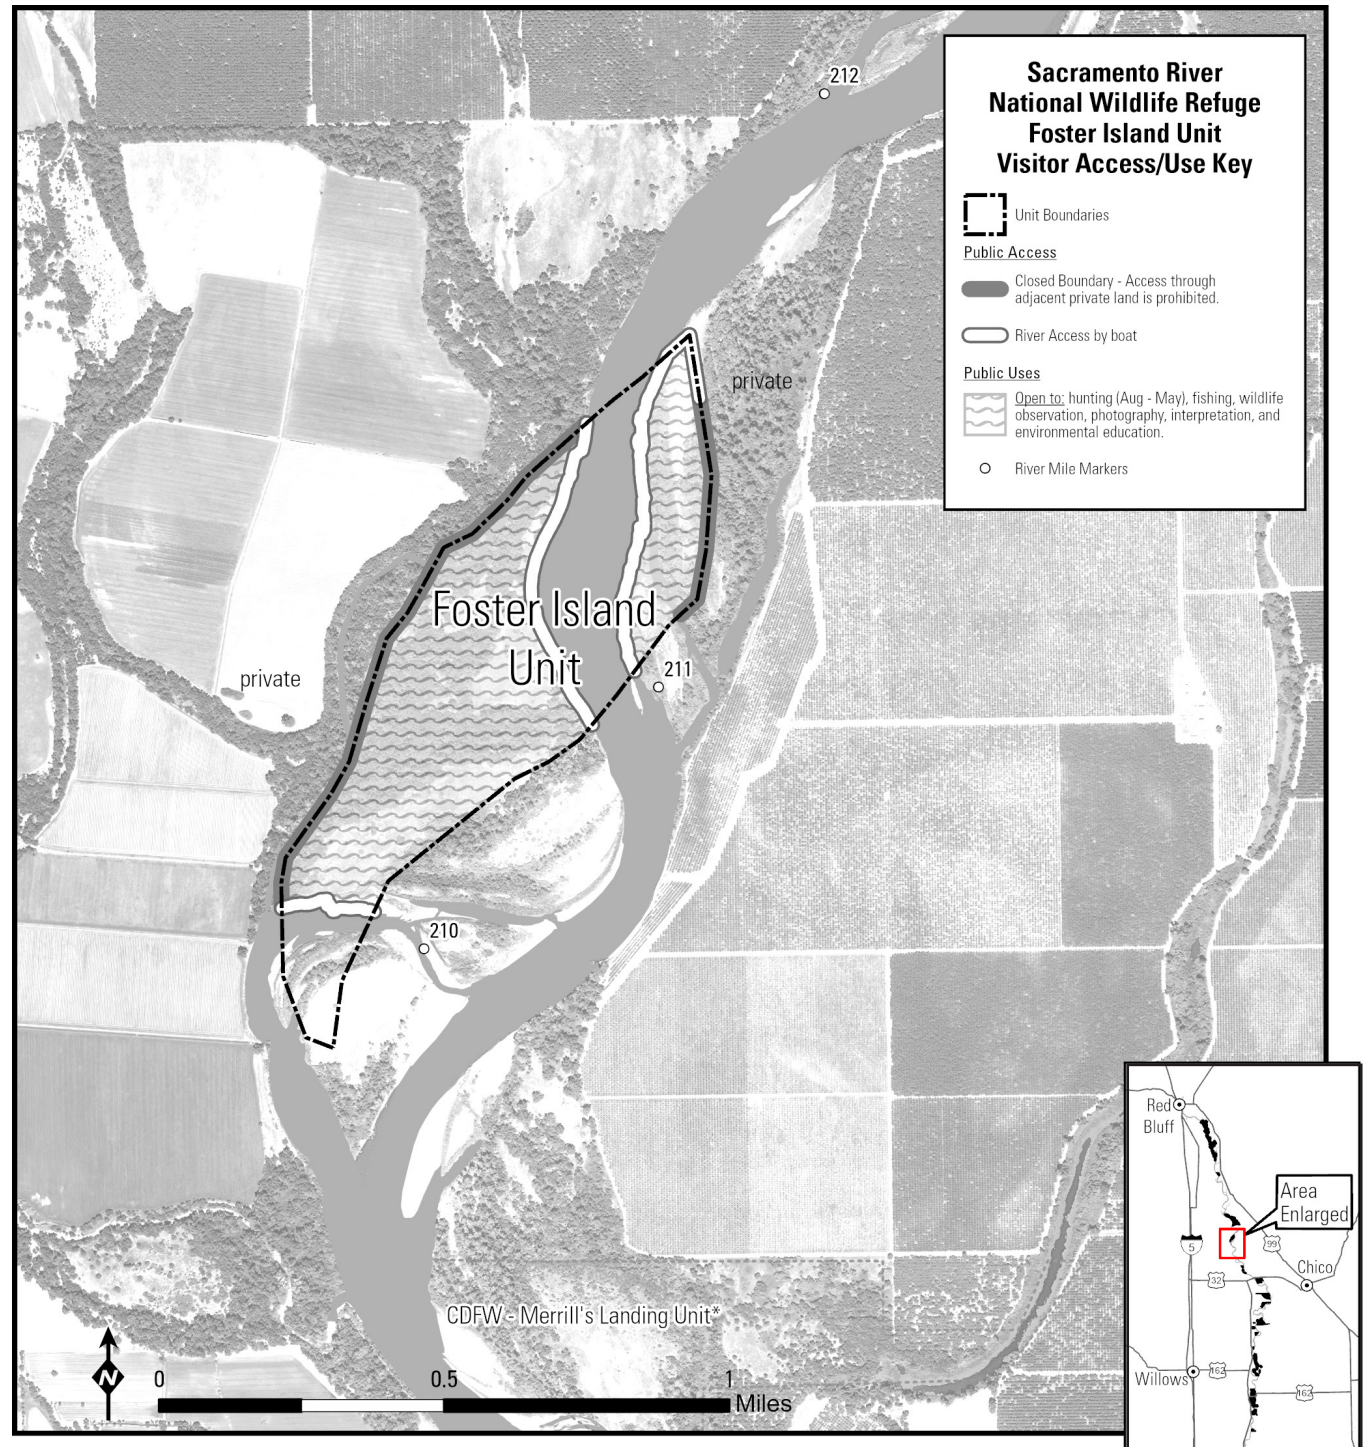 212
Sacramento River
National Wildlife Refuge
Foster Island Unit
Visitor Access/Use Key
Unit Boundaries
Public Access
Closed Boundary - Access through
adjacent private land is prohibited.
River Access by boat
Public Uses
Open to: hunting (Aug - May), fishing, wildlife
observation, photography, interpretation, and
environmental education.
River Mile Markers
private
Foster Island
Unit
211
private
210
CDFW - Merrill's Landing Unit*
N
0
0.5
1
Miles
Red
Bluff
Area
Enlarged
5
99
Chico
32
Willows
162
162